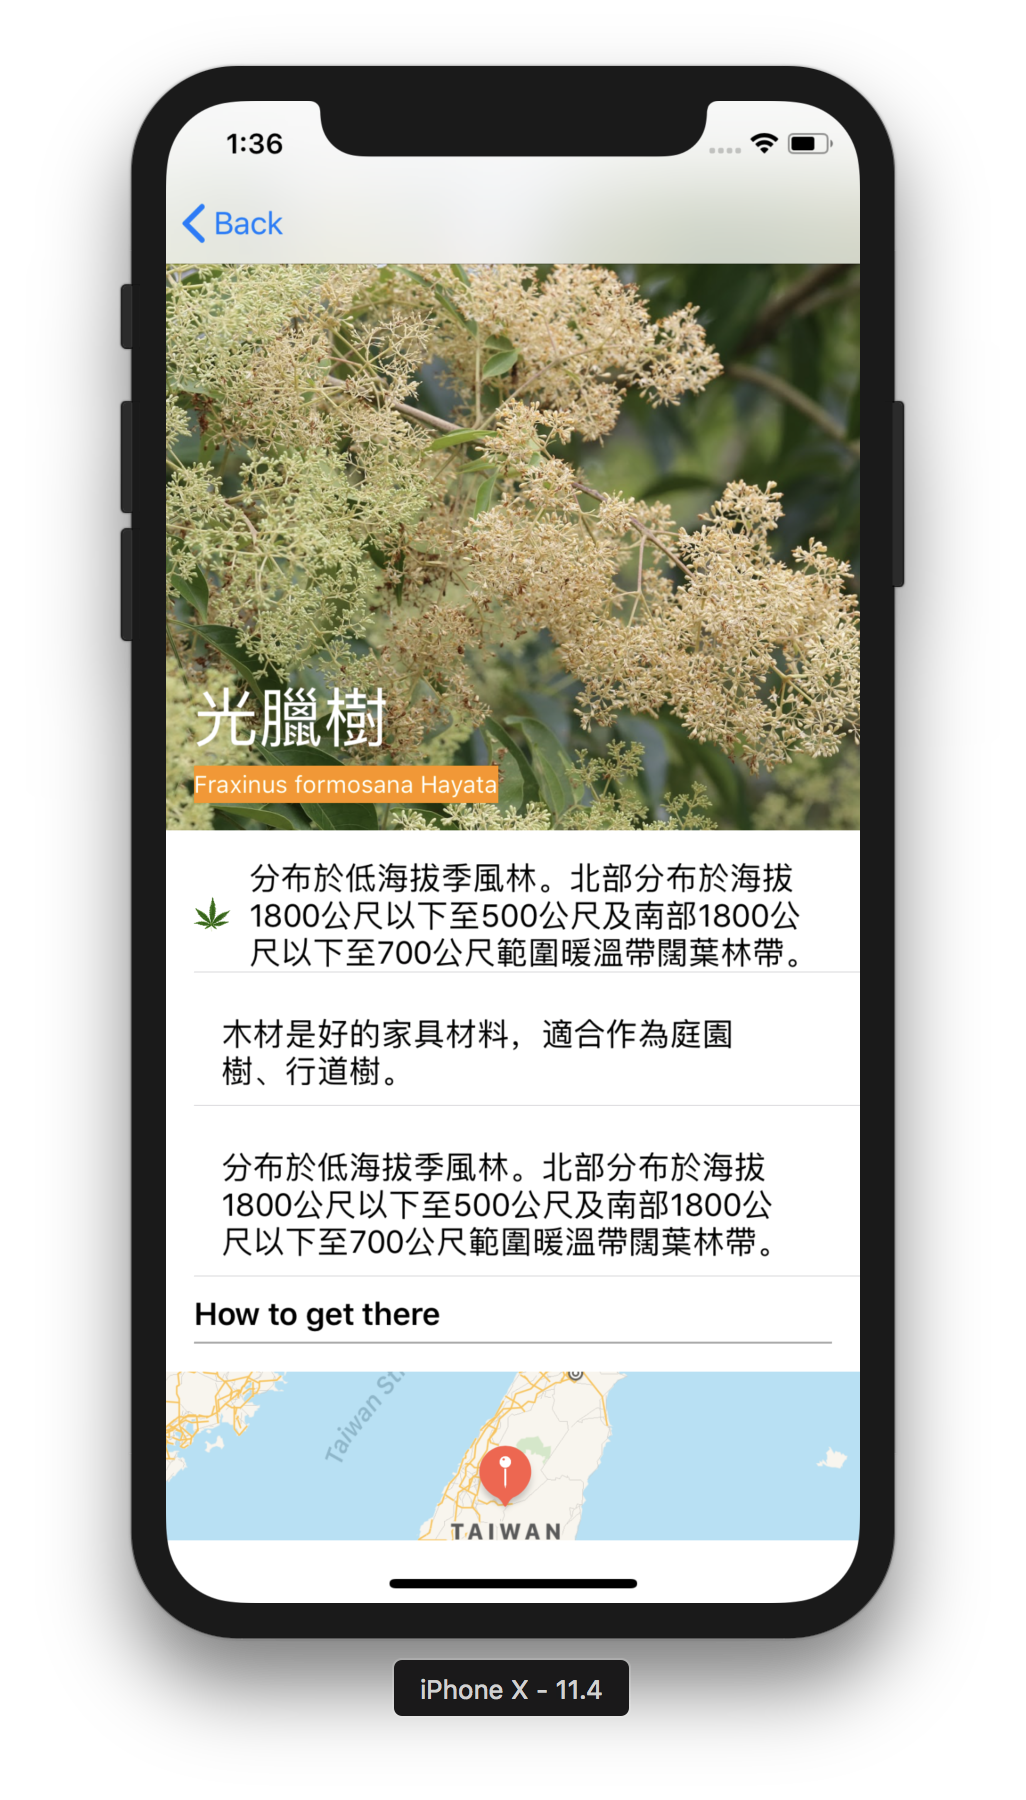 1:36
Back
光臘樹
Fraxinus formosana Hayata
分布於低海拔季風林。北部分布於海拔
1800公尺以下至500公尺及南部1800公
尺以下至700公尺範圍暖溫帶闊葉林帶。
木材是好的家具材料，適合作為庭園
樹、行道樹。
分布於低海拔季風林。北部分布於海拔
1800公尺以下至500公尺及南部1800公
尺以下至700公尺範圍暖溫帶闊葉林帶。
How to get there
Taiwan
TAIWAN
iPhone X - 11.4